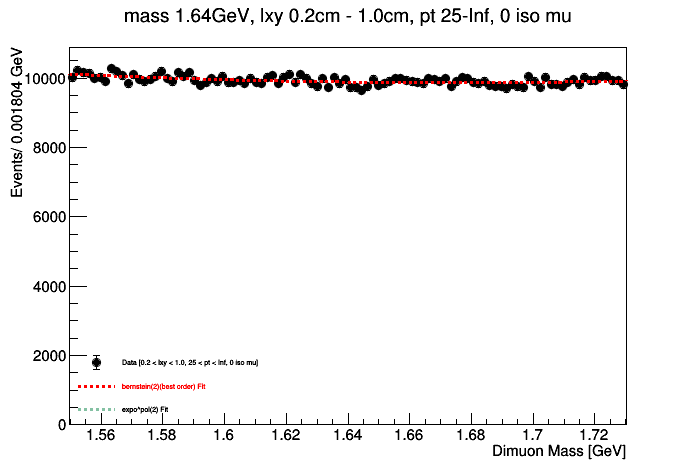 mass 1.64GeV, lxy 0.2cm - 1.0cm, pt 25-Inf, 0 iso mu
Events/ 0.001804 GeV
10000
8000
6000
4000
2000
0
Data [0.2 < lxy < 1.0, 25 < pt < Inf, 0 iso mu]
bernstein(2)(best order) Fit
expo*pol(2) Fit
1.56 1.58 1.6 1.62 1.64 1.66 1.68 1.7 1.72
Dimuon Mass [GeV]